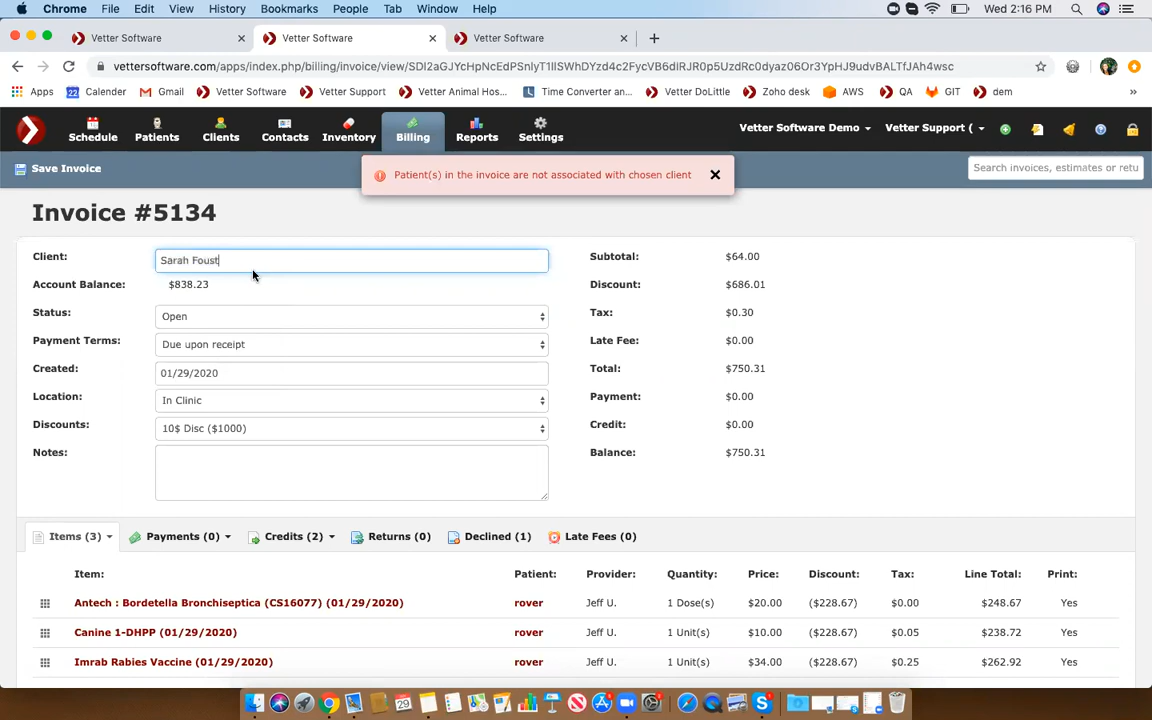 Chrome File Edit View History Bookmarks People Tab Window Help Wed 2:16 PM
Vetter Software Vetter Software Vetter Software
vettersoftware.com/apps/index.php/billing/invoice/view/
Apps 22 Calender Gmail Vetter Software Vetter Support Vetter Animal Hos... Time Converter an... Vetter DoLittle Zoho desk AWS QA GIT dem »
Schedule Patients Clients Contacts Inventory Billing Reports Settings Vetter Software Demo Vetter Support (
Save Invoice
Patient(s) in the invoice are not associated with chosen client
Search invoices, estimates or retu
Invoice #5134
Client: Sarah Foust Subtotal: $64.00
Account Balance: $838.23 Discount: $686.01
Status: Open Tax: $0.30
Payment Terms: Due upon receipt Late Fee: $0.00
Created: 01/29/2020 Total: $750.31
Location: In Clinic Payment: $0.00
Discounts: 10$ Disc ($1000) Credit: $0.00
Notes: Balance: $750.31
Items (3) Payments (0) Credits (2) Returns (0) Declined (1) Late Fees (0)
Item: Patient: Provider: Quantity: Price: Discount: Tax: Line Total: Print:
Antech : Bordetella Bronchiseptica (CS16077) (01/29/2020) rover Jeff U. 1 Dose(s) $20.00 ($228.67) $0.00 $248.67 Yes
Canine 1-DHPP (01/29/2020) rover Jeff U. 1 Unit(s) $10.00 ($228.67) $0.05 $238.72 Yes
Imrab Rabies Vaccine (01/29/2020) rover Jeff U. 1 Unit(s) $34.00 ($228.67) $0.25 $262.92 Yes